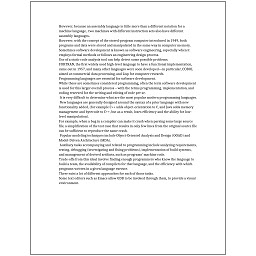 However, because an assembly language is little more than a different notation for a
machine language, two machines with different instruction sets also have different
assembly languages.
However, with the concept of the stored-program computer introduced in 1949, both
programs and data were stored and manipulated in the same way in computer memory.
Sometimes software development is known as software engineering, especially when it
employs formal methods or follows an engineering design process.
Use of a static code analysis tool can help detect some possible problems.
FORTRAN, the first widely used high-level language to have a functional implementation,
came out in 1957, and many other languages were soon developed—in particular, COBOL
aimed at commercial data processing, and Lisp for computer research.
Programming languages are essential for software development.
While these are sometimes considered programming, often the term software development
is used for this larger overall process – with the terms programming, implementation, and
coding reserved for the writing and editing of code per se.
It is very difficult to determine what are the most popular modern programming languages.
New languages are generally designed around the syntax of a prior language with new
functionality added, (for example C++ adds object-orientation to C, and Java adds memory
management and bytecode to C++, but as a result, loses efficiency and the ability for low-
level manipulation).
For example, when a bug in a compiler can make it crash when parsing some large source
file, a simplification of the test case that results in only few lines from the original source file
can be sufficient to reproduce the same crash.
Popular modeling techniques include Object-Oriented Analysis and Design (OOAD) and
Model-Driven Architecture (MDA).
Auxiliary tasks accompanying and related to programming include analyzing requirements,
testing, debugging (investigating and fixing problems), implementation of build systems,
and management of derived artifacts, such as programs' machine code.
Trade-offs from this ideal involve finding enough programmers who know the language to
build a team, the availability of compilers for that language, and the efficiency with which
programs written in a given language execute.
There exist a lot of different approaches for each of those tasks.
Some text editors such as Emacs allow GDB to be invoked through them, to provide a visual
environment.